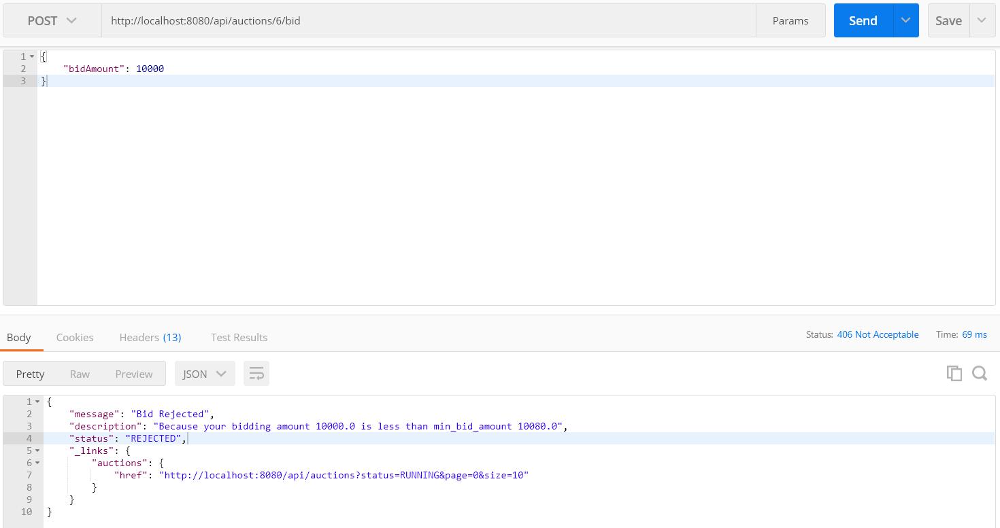 POST http://localhost:8080/api/auctions/6/bid Params Send Save
1 {
2 "bidAmount": 10000
3 }
Body Cookies Headers (13) Test Results Status: 406 Not Acceptable Time: 69 ms
Pretty Raw Preview JSON
1 {
2 "message": "Bid Rejected",
3 "description": "Because your bidding amount 10000.0 is less than min_bid_amount 10080.0",
4 "status": "REJECTED",
5 "_links": {
6 "auctions": {
7 "href": "http://localhost:8080/api/auctions?status=RUNNING&page=0&size=10"
8 }
9 }
10 }